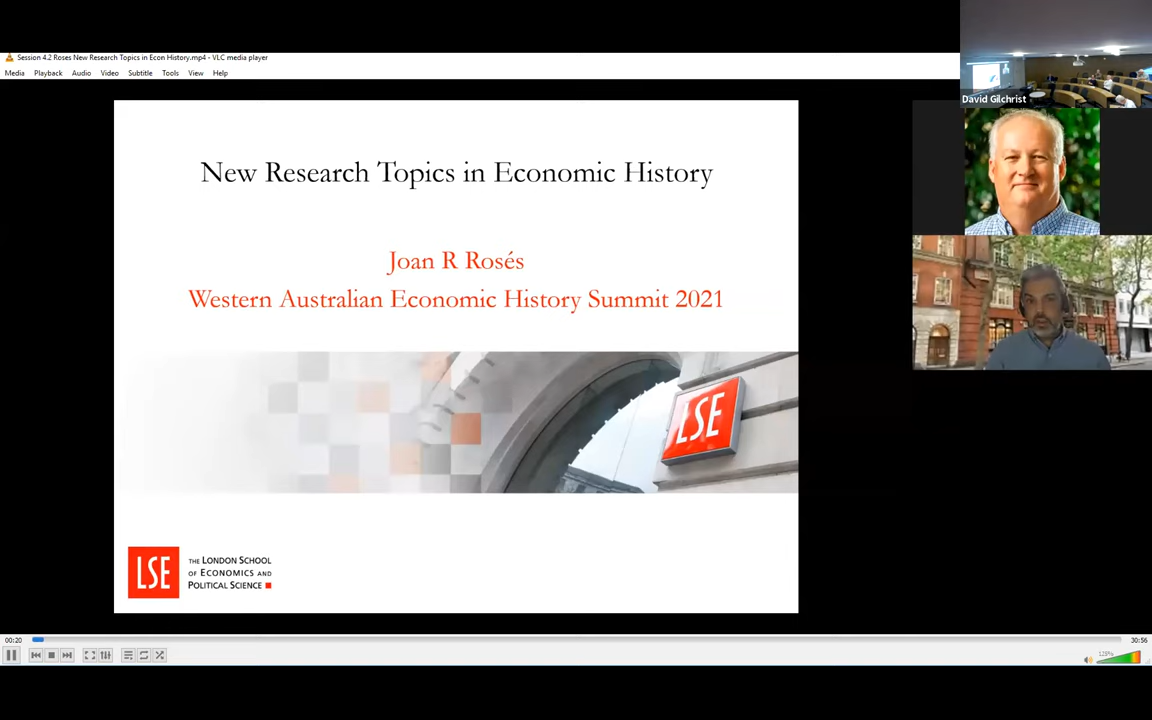 Session 4.2 Roses New Research Topics in Econ History.mp4 - VLC media player
Media Playback Audio Video Subtitle Tools View Help
David Gilchrist
New Research Topics in Economic History
Joan R Rosés
Western Australian Economic History Summit 2021
LSE
LSE
THE LONDON SCHOOL
OF ECONOMICS AND
POLITICAL SCIENCE
00:20
30:56
128%